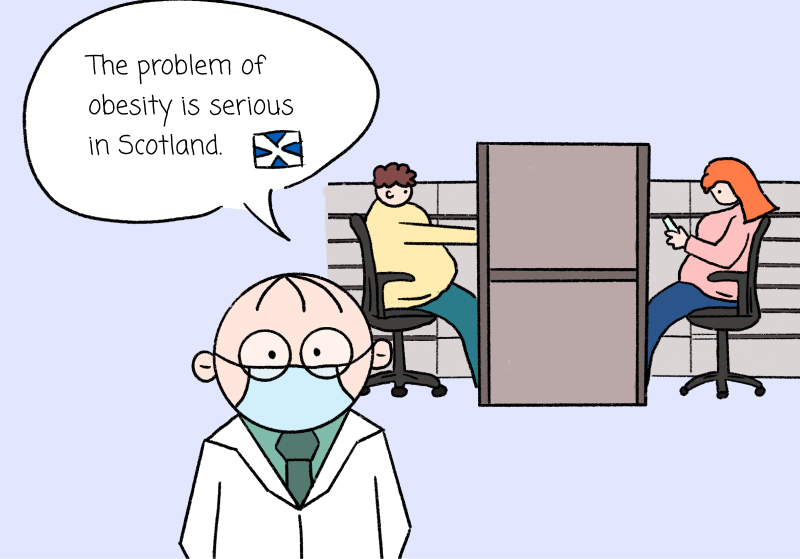 The problem of
obesity is serious
in Scotland.